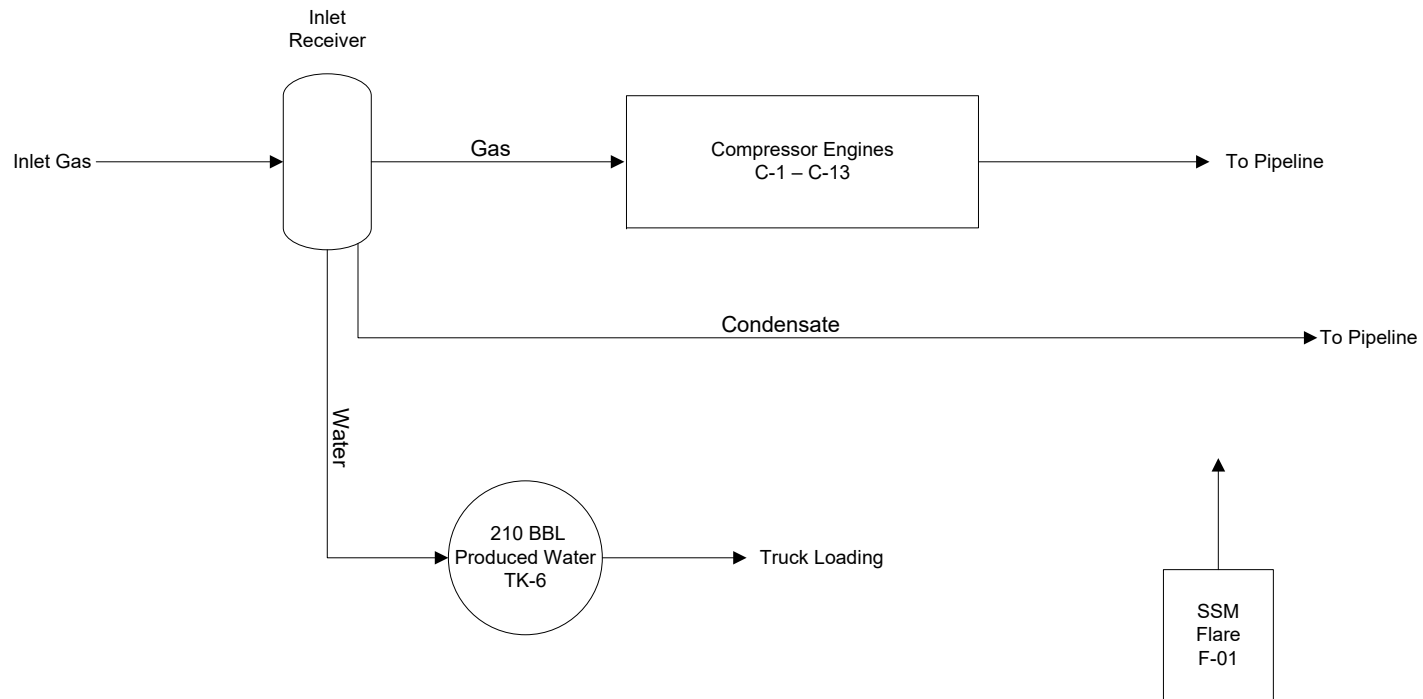 Inlet
Receiver
Inlet Gas
Gas
Compressor Engines
C-1 – C-13
To Pipeline
Condensate
To Pipeline
Water
210 BBL
Produced Water
TK-6
Truck Loading
SSM
Flare
F-01